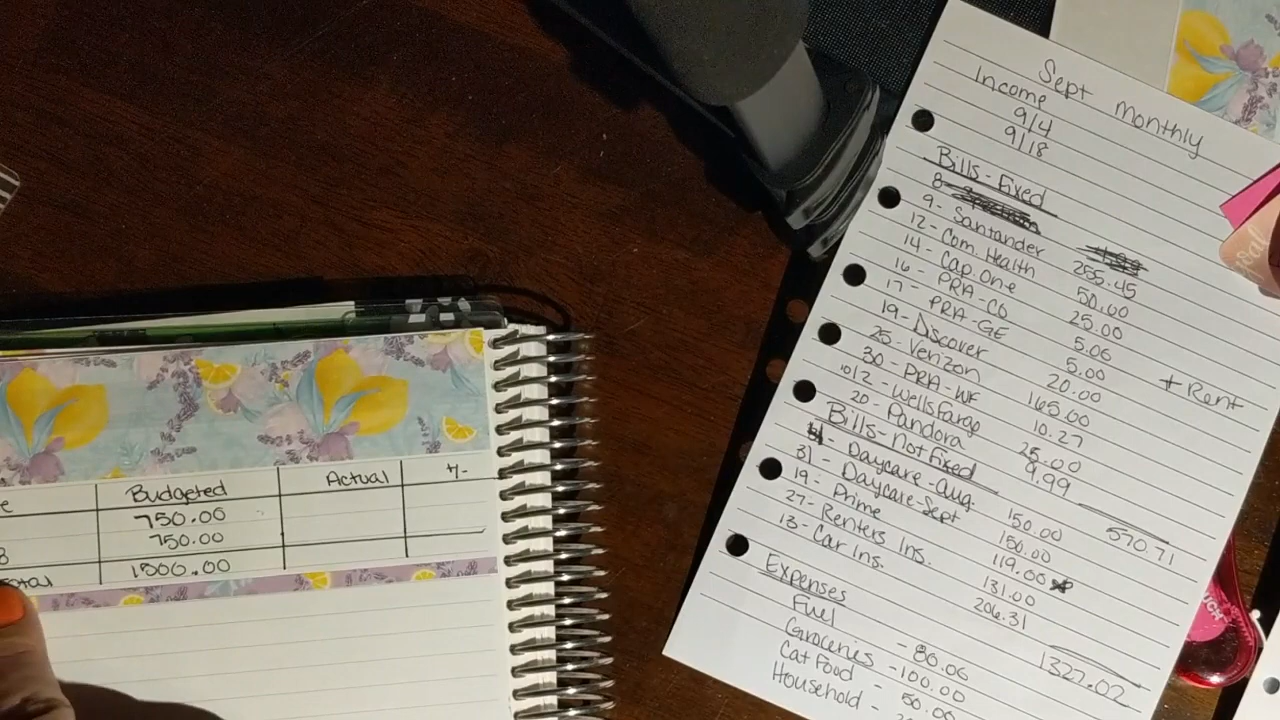 Sept Monthly
Income
9/4
9/18
Bills - Fixed
8-
9- Santander 255.45
12- Com. Health 50.00
14- Cap. One 25.00
16- PRA-CO 5.00
17- PRA-GE 5.00
19- Discover 20.00
25- Verizon 165.00
30- PRA-WF 10.27
10/2- Wells Fargo 25.00
20- Pandora 9.99
570.71
+ Rent
Bills - Not Fixed
- Daycare-Aug. 150.00
31- Daycare-Sept 150.00
19- Prime 119.00
27- Renters Ins. 131.00
13- Car Ins. 206.31
1327.02
Expenses
Fuel - 80.00
Groceries - 100.00
Cat Food - 50.00
Household -
e Budgeted Actual +/-
750.00
8 750.00
otal 1500.00